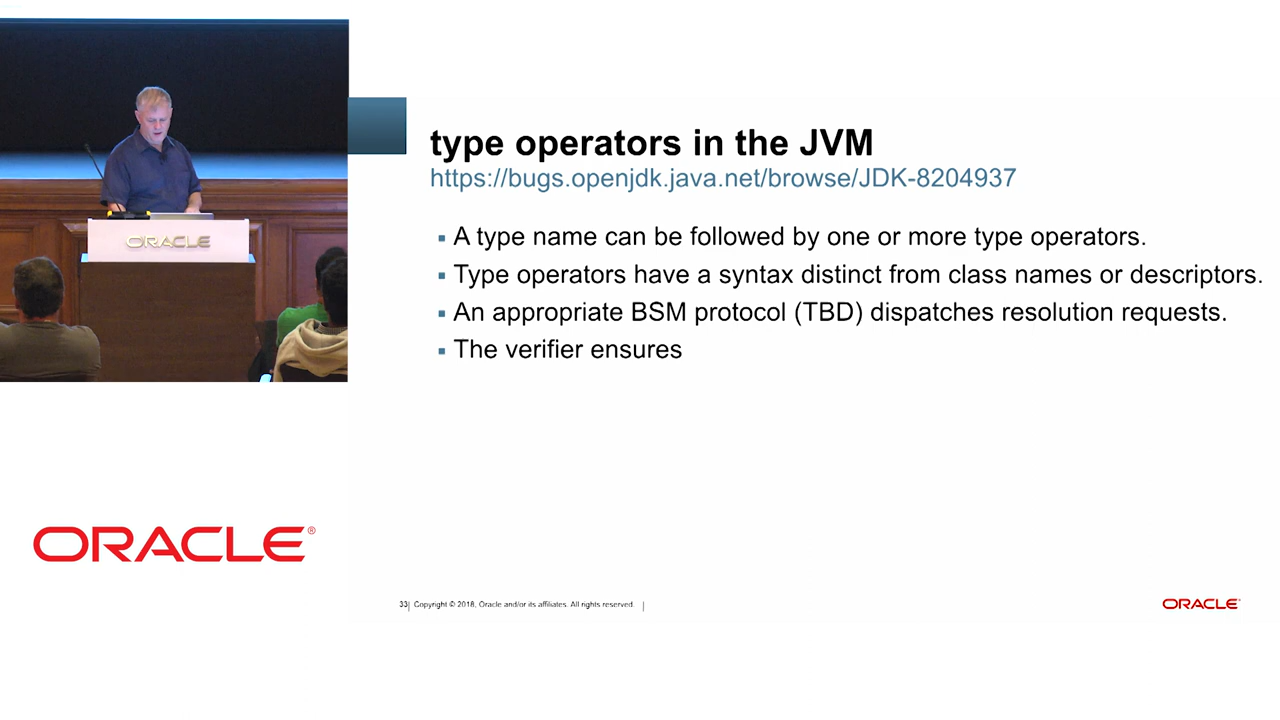 ORACLE
type operators in the JVM
https://bugs.openjdk.java.net/browse/JDK-8204937
▪ A type name can be followed by one or more type operators.
▪ Type operators have a syntax distinct from class names or descriptors.
▪ An appropriate BSM protocol (TBD) dispatches resolution requests.
▪ The verifier ensures
ORACLE®
33| Copyright © 2018, Oracle and/or its affiliates. All rights reserved. |
ORACLE®